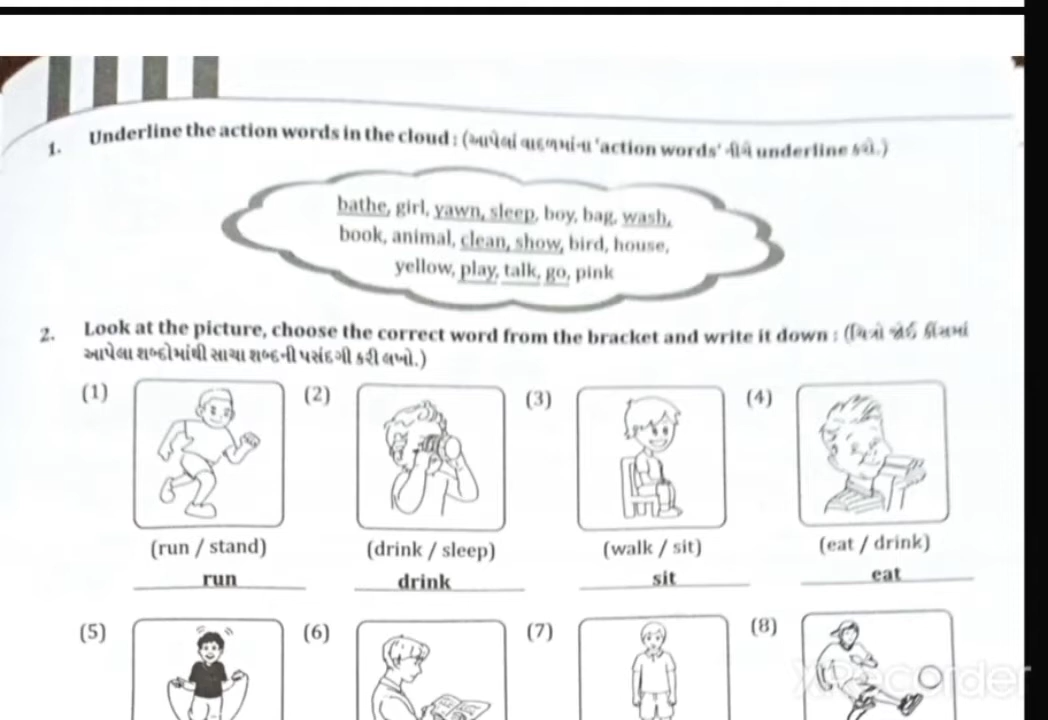 1. Underline the action words in the cloud : (આપેલાં વાદળમાંના 'action words' નીચે underline કરો.)
bathe, girl, yawn, sleep, boy, bag, wash,
book, animal, clean, show, bird, house,
yellow, play, talk, go, pink
2. Look at the picture, choose the correct word from the bracket and write it down : (ચિત્રો જોઈ કૌંસમાં
આપેલા શબ્દોમાંથી સાચા શબ્દની પસંદગી કરી લખો.)
(1) (2) (3) (4)
(run / stand) (drink / sleep) (walk / sit) (eat / drink)
run drink sit eat
(5) (6) (7) (8)
XRecorder